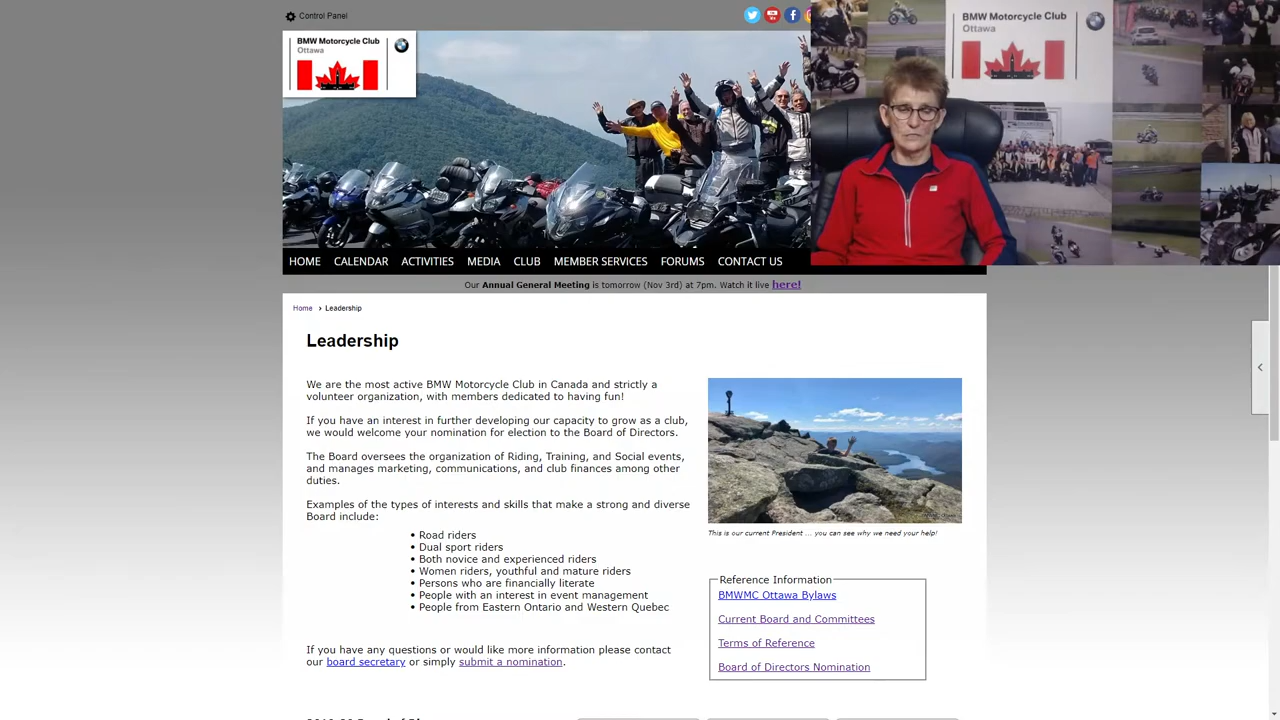 Control Panel
BMW Motorcycle Club
Ottawa
BMW Motorcycle Club
Ottawa
HOME CALENDAR ACTIVITIES MEDIA CLUB MEMBER SERVICES FORUMS CONTACT US
Our Annual General Meeting is tomorrow (Nov 3rd) at 7pm. Watch it live here!
Home › Leadership
Leadership
We are the most active BMW Motorcycle Club in Canada and strictly a
volunteer organization, with members dedicated to having fun!
If you have an interest in further developing our capacity to grow as a club,
we would welcome your nomination for election to the Board of Directors.
The Board oversees the organization of Riding, Training, and Social events,
and manages marketing, communications, and club finances among other
duties.
Examples of the types of interests and skills that make a strong and diverse
Board include:
• Road riders
• Dual sport riders
• Both novice and experienced riders
• Women riders, youthful and mature riders
• Persons who are financially literate
• People with an interest in event management
• People from Eastern Ontario and Western Quebec
If you have any questions or would like more information please contact
our board secretary or simply submit a nomination.
This is our current President ... you can see why we need your help!
Reference Information
BMWMC Ottawa Bylaws
Current Board and Committees
Terms of Reference
Board of Directors Nomination